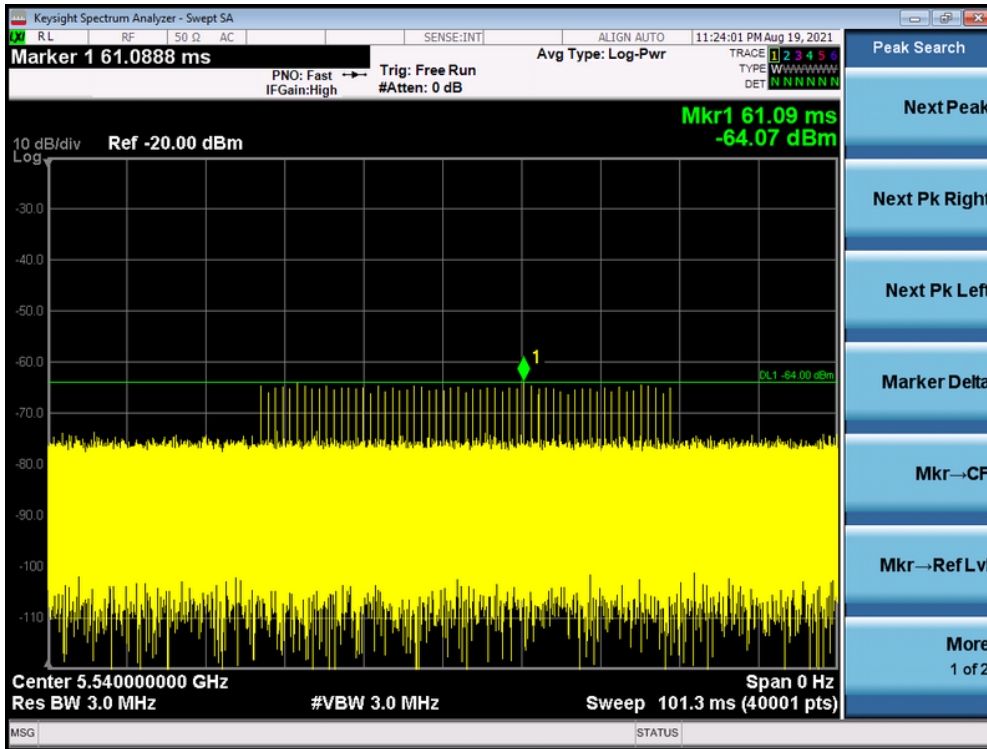 Keysight Spectrum Analyzer - Swept SA
LXI RL RF 50 Ω AC SENSE:INT ALIGN AUTO 11:24:01 PM Aug 19, 2021
Marker 1 61.0888 ms
PNO: Fast
IFGain:High
Trig: Free Run
#Atten: 0 dB
Avg Type: Log-Pwr
TRACE 1 2 3 4 5 6
TYPE W W W W W W
DET N N N N N N
Peak Search
Mkr1 61.09 ms
-64.07 dBm
10 dB/div Ref -20.00 dBm
Log
-30.0
-40.0
-50.0
-60.0
-70.0
-80.0
-90.0
-100
-110
1
DL1 -64.00 dBm
Next Peak
Next Pk Right
Next Pk Left
Marker Delta
Mkr→CF
Mkr→Ref Lvl
More
1 of 2
Center 5.540000000 GHz Span 0 Hz
Res BW 3.0 MHz #VBW 3.0 MHz Sweep 101.3 ms (40001 pts)
MSG STATUS